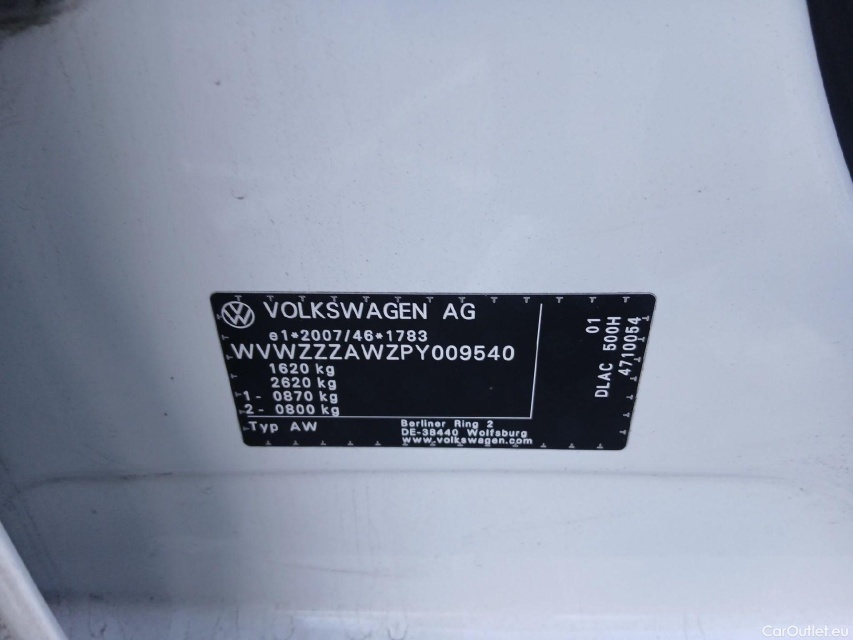 VOLKSWAGEN AG
e1*2007/46*1783
WVWZZZAWZPY009540
1620 kg
2620 kg
1- 0870 kg
2- 0800 kg
Typ AW
Berliner Ring 2
DE-38440 Wolfsburg
www.volkswagen.com
01
DLAC 500H
4710054
CarOutlet.eu